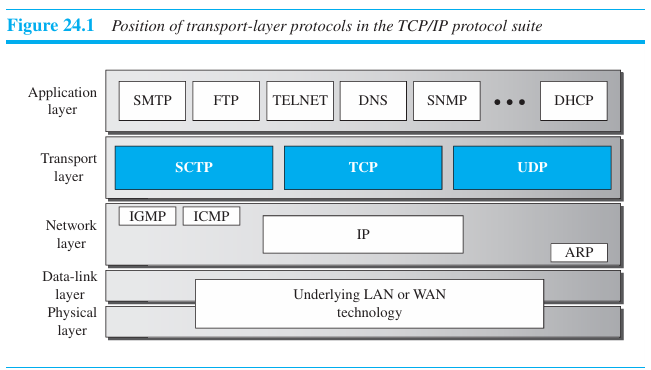 Figure 24.1 Position of transport-layer protocols in the TCP/IP protocol suite
Application
layer
SMTP FTP TELNET DNS SNMP ••• DHCP
Transport
layer
SCTP TCP UDP
Network
layer
IGMP ICMP
IP
ARP
Data-link
layer
Physical
layer
Underlying LAN or WAN
technology